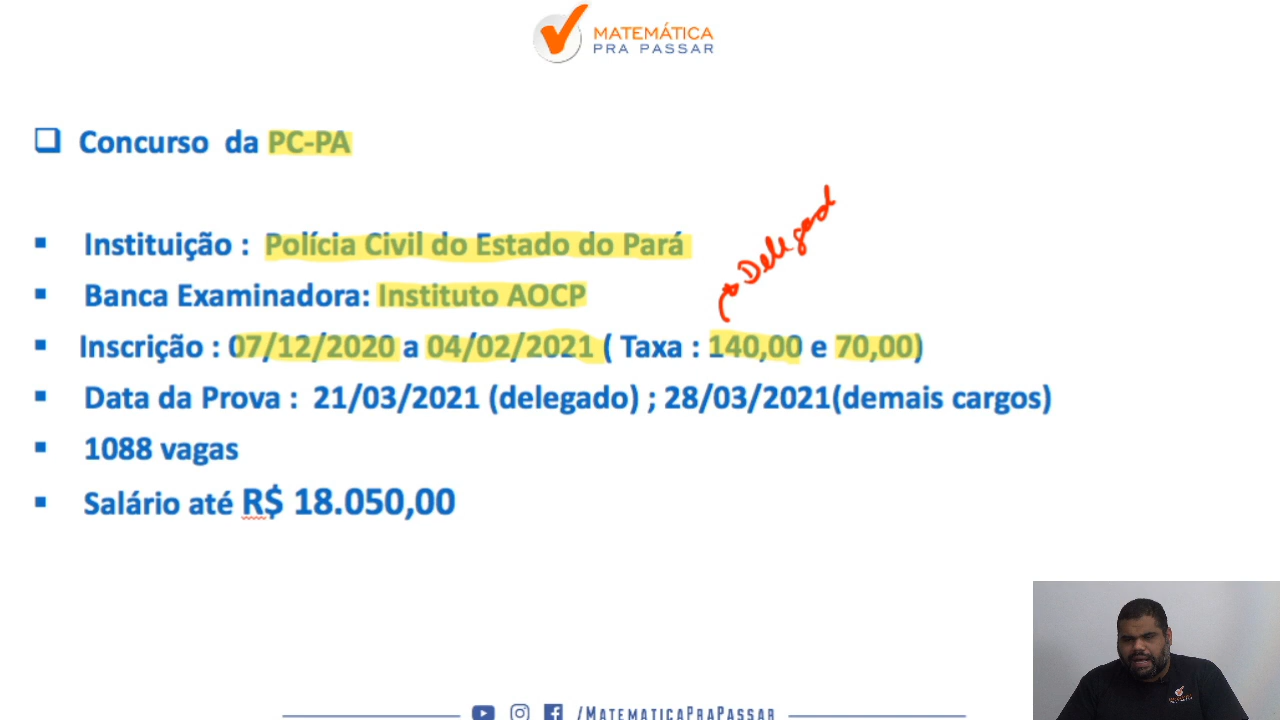 MATEMÁTICA
PRA PASSAR
Concurso da PC-PA
Instituição : Polícia Civil do Estado do Pará
Delegad
Banca Examinadora: Instituto AOCP
Inscrição : 07/12/2020 a 04/02/2021 ( Taxa : 140,00 e 70,00)
Data da Prova : 21/03/2021 (delegado) ; 28/03/2021(demais cargos)
1088 vagas
Salário até R$ 18.050,00
/MATEMATICAPRAPASSAR